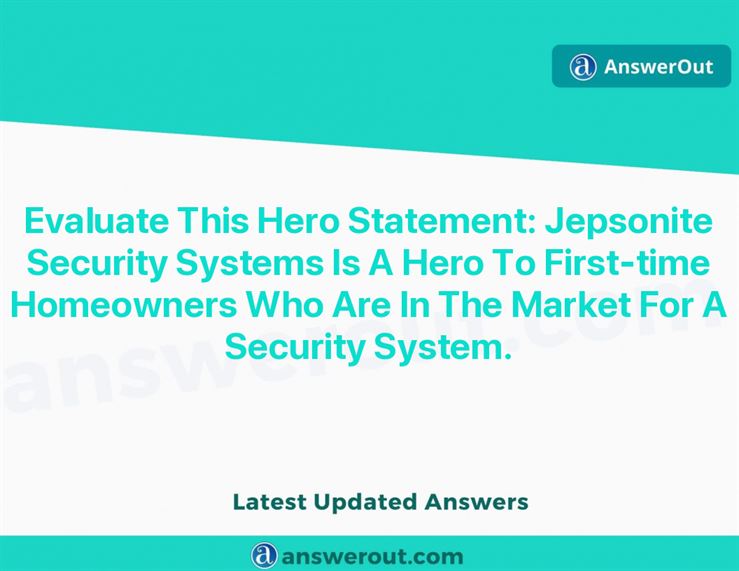 AnswerOut
Evaluate This Hero Statement: Jepsonite
Security Systems Is A Hero To First-time
Homeowners Who Are In The Market For A
Security System.
answerout.com
Latest Updated Answers
answerout.com